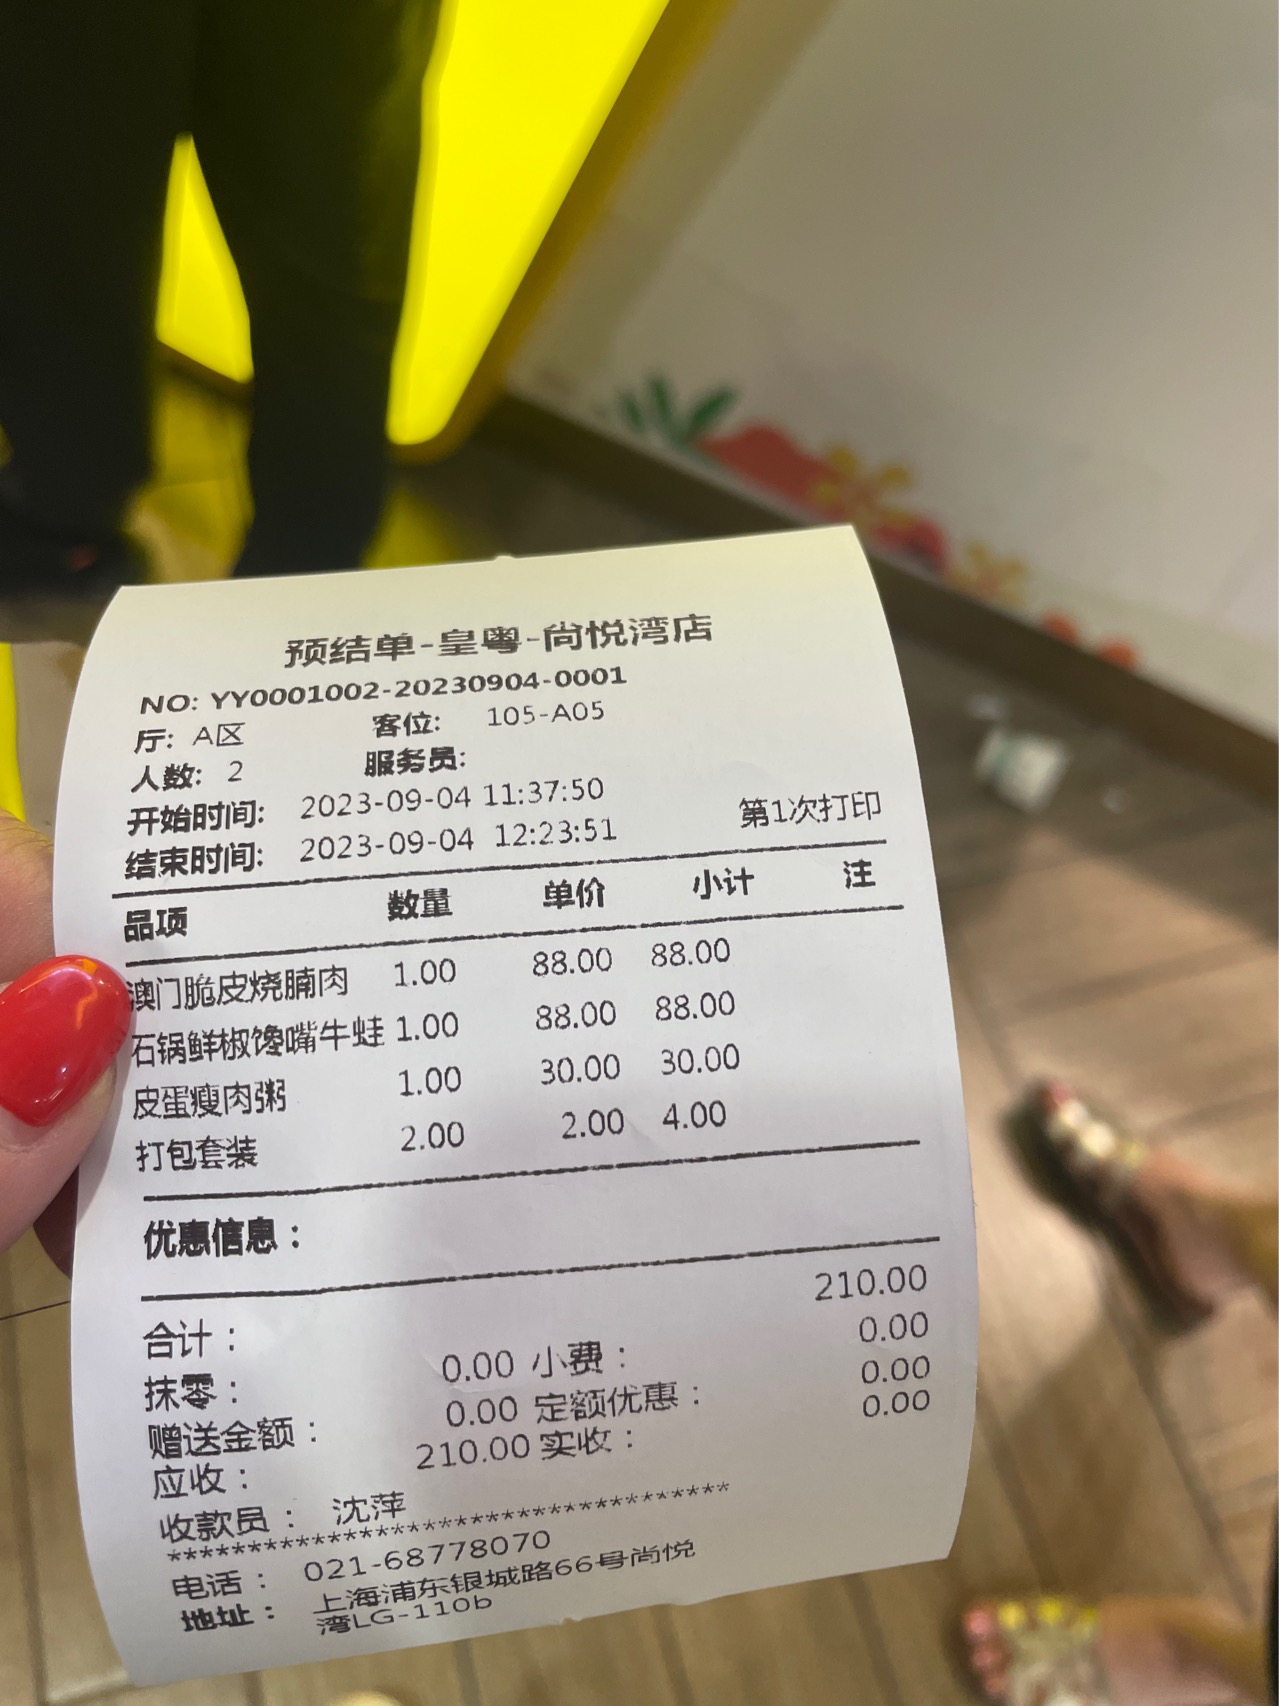 预结单-皇粤-尚悦湾店
NO: YY0001002-20230904-0001
厅: A区 客位: 105-A05
人数: 2 服务员:
开始时间: 2023-09-04 11:37:50
结束时间: 2023-09-04 12:23:51 第1次打印
品项 数量 单价 小计 注
澳门脆皮烧腩肉 1.00 88.00 88.00
石锅鲜椒馋嘴牛蛙 1.00 88.00 88.00
皮蛋瘦肉粥 1.00 30.00 30.00
打包套装 2.00 2.00 4.00
优惠信息：
合计： 210.00
抹零： 0.00 小费： 0.00
赠送金额： 0.00 定额优惠： 0.00
应收： 210.00 实收： 0.00
收款员： 沈萍
***********************************
电话： 021-68778070
地址： 上海浦东银城路66号尚悦
湾LG-110b